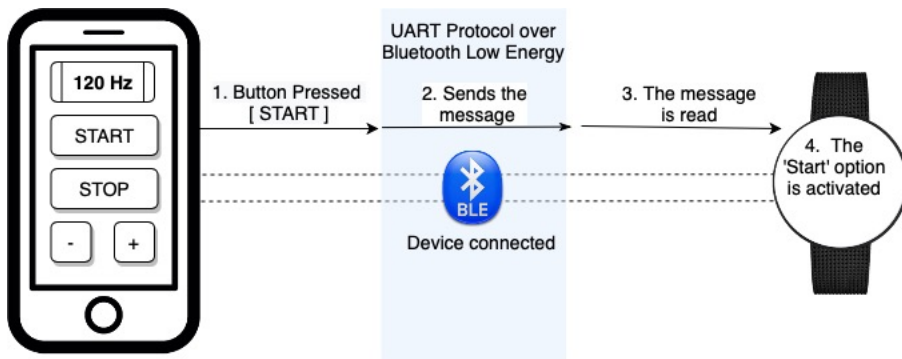 120 Hz
START
STOP
-
+
1. Button Pressed
[ START ]
UART Protocol over
Bluetooth Low Energy
2. Sends the
message
BLE
Device connected
3. The message
is read
4. The
'Start' option
is activated